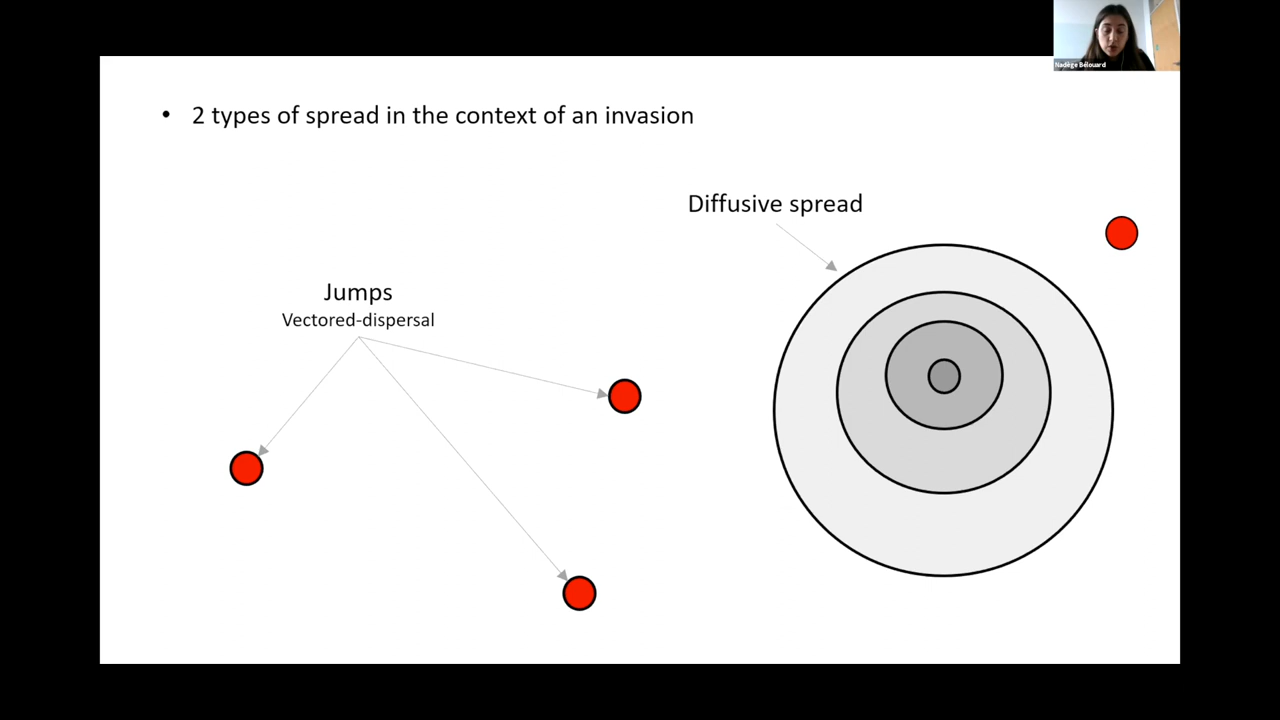 Nadège Bélouard
• 2 types of spread in the context of an invasion
Diffusive spread
Jumps
Vectored-dispersal